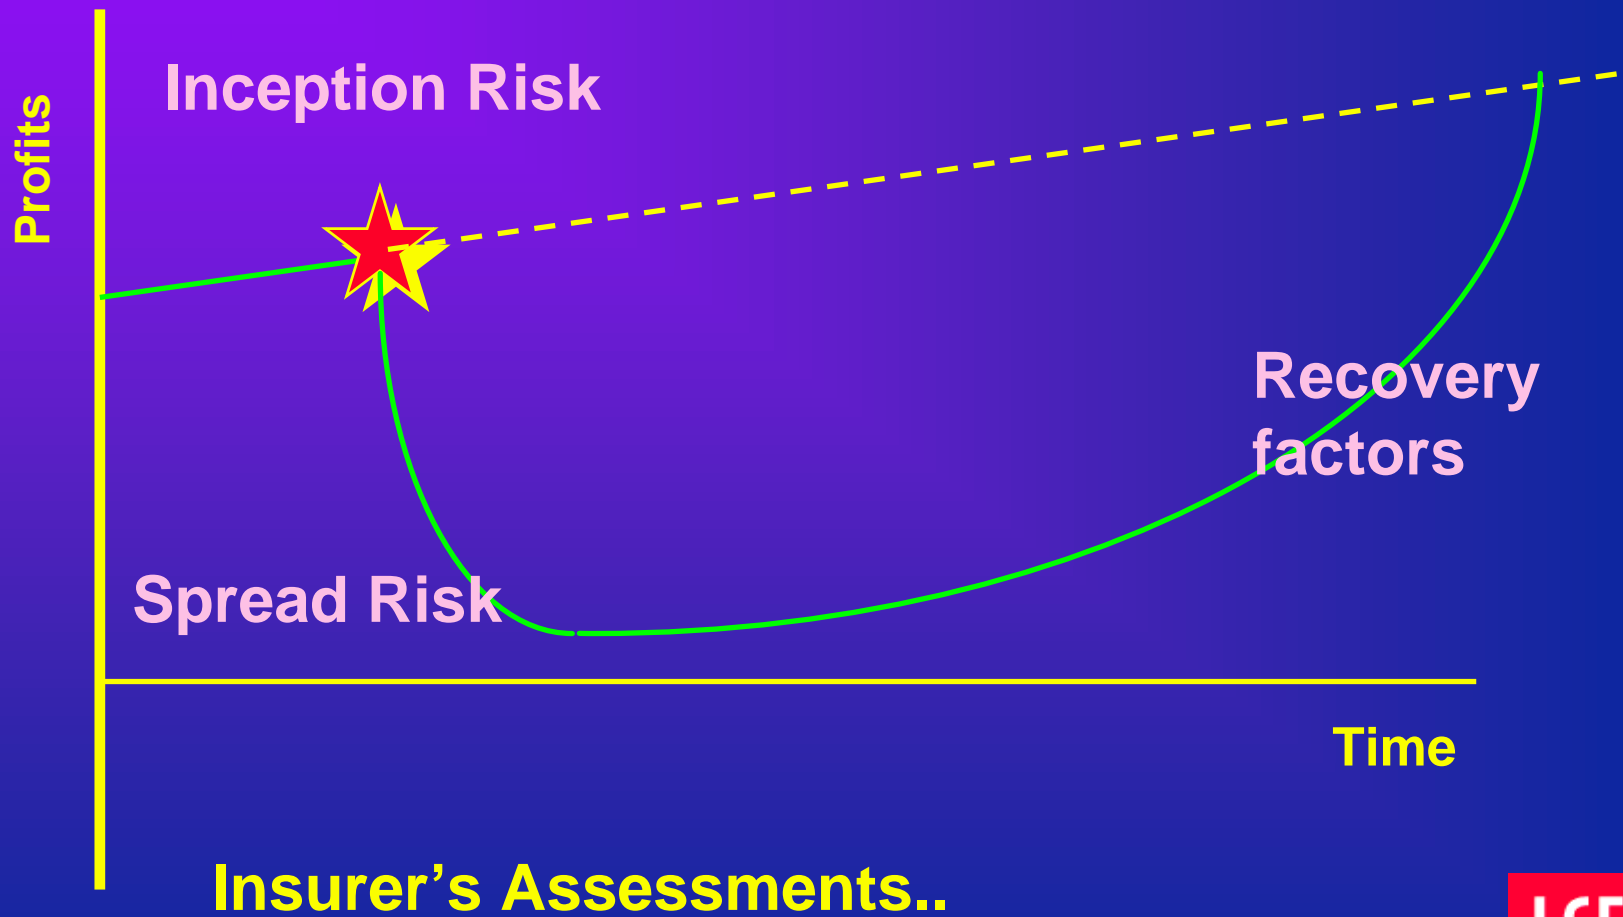 Inception Risk
Profits
Recovery
factors
Spread Risk
Time
Insurer’s Assessments..